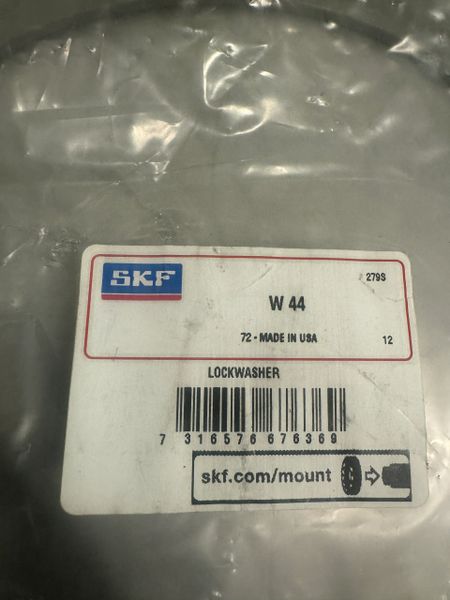 SKF
279S
W 44
72 - MADE IN USA
12
LOCKWASHER
7 316576 676369
skf.com/mount